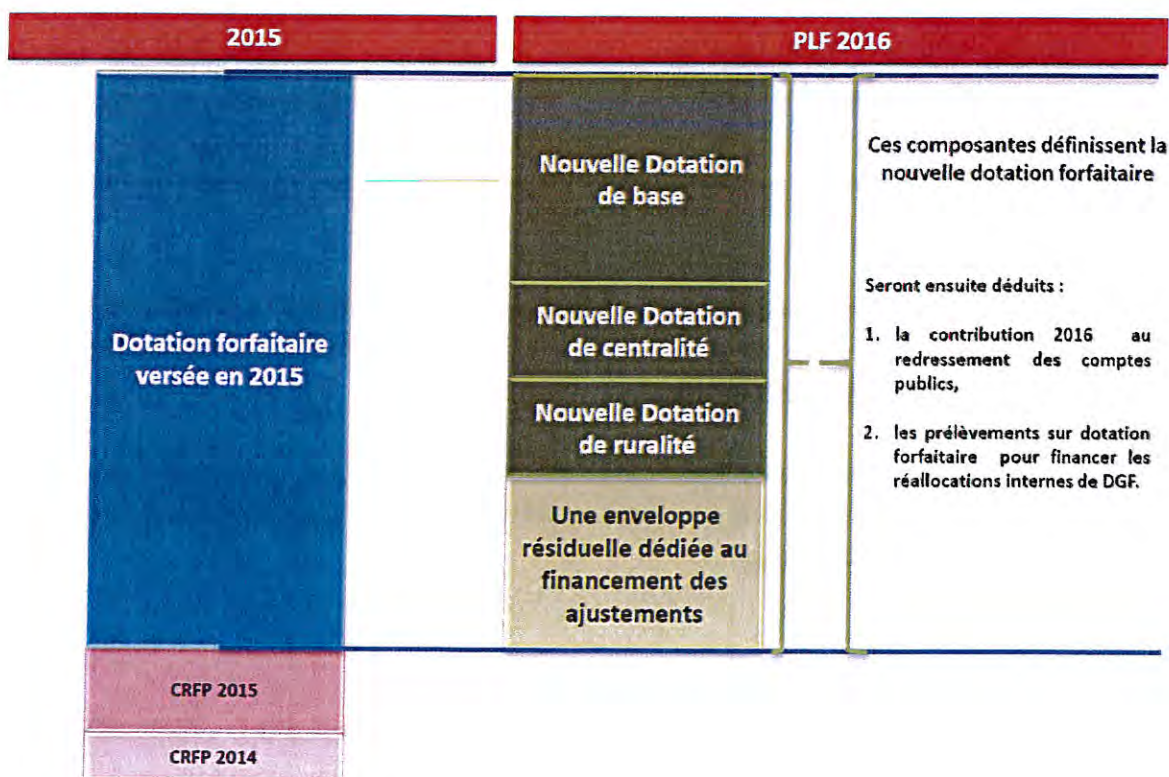 2015
PLF 2016
Dotation forfaitaire
versée en 2015
CRFP 2015
CRFP 2014
Nouvelle Dotation
de base
Nouvelle Dotation
de centralité
Nouvelle Dotation
de ruralité
Une enveloppe
résiduelle dédiée au
financement des
ajustements
Ces composantes définissent la
nouvelle dotation forfaitaire
Seront ensuite déduits :
1. la contribution 2016 au
redressement des comptes
publics,
2. les prélèvements sur dotation
forfaitaire pour financer les
réallocations internes de DGF.